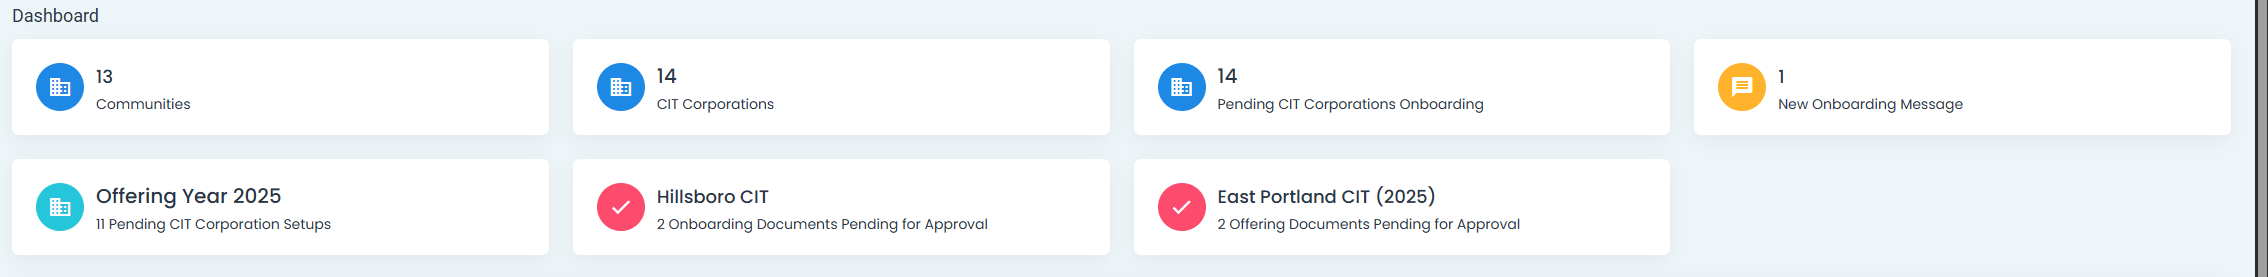 Dashboard
13
Communities
14
CIT Corporations
14
Pending CIT Corporations Onboarding
1
New Onboarding Message
Offering Year 2025
11 Pending CIT Corporation Setups
Hillsboro CIT
2 Onboarding Documents Pending for Approval
East Portland CIT (2025)
2 Offering Documents Pending for Approval